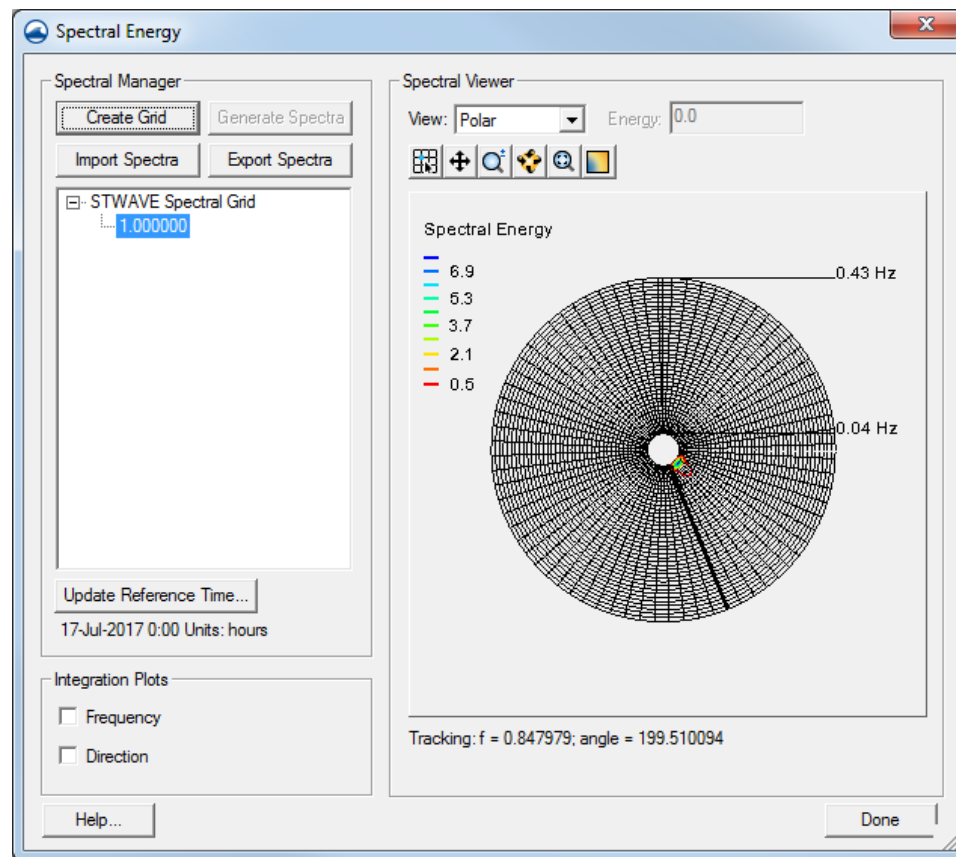 Spectral Energy
Spectral Manager
Create Grid
Generate Spectra
Import Spectra
Export Spectra
STWAVE Spectral Grid
1.000000
Update Reference Time...
17-Jul-2017 0:00 Units: hours
Integration Plots
Frequency
Direction
Help...
Spectral Viewer
View: Polar
Energy: 0.0
Spectral Energy
6.9
5.3
3.7
2.1
0.5
0.43 Hz
0.04 Hz
Tracking: f = 0.847979; angle = 199.510094
Done